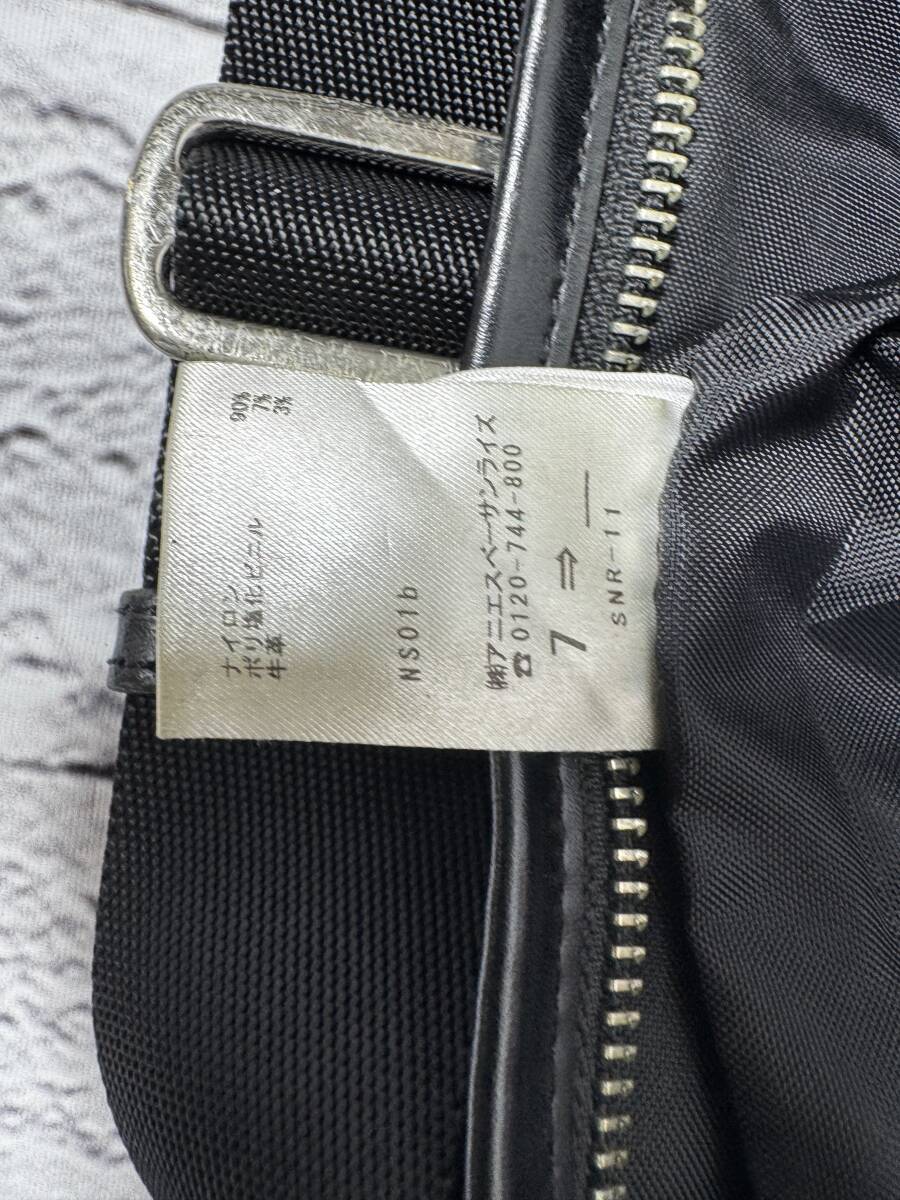 ナイロン 90%
ポリ塩化ビニル 7%
牛革 3%
NS01b
㈱アニエスベーサンライズ
☎0120-744-800
7 ⇒ __
SNR-11